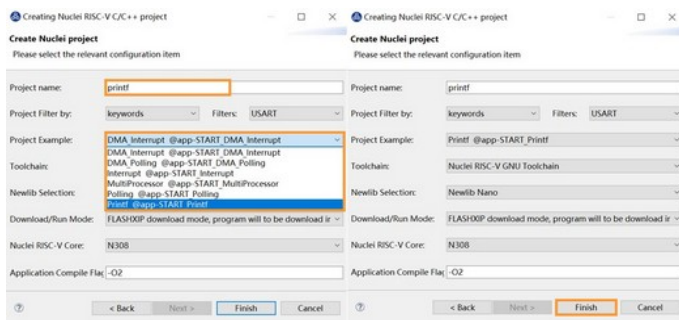 Creating Nuclei RISC-V C/C++ project
Create Nuclei project
Please select the relevant configuration item
Project name: printf
Project Filter by: keywords Filters: USART
Project Example: DMA_Interrupt @app-START_DMA_Interrupt
DMA_Interrupt @app-START_DMA_Interrupt
DMA_Polling @app-START_DMA_Polling
Interrupt @app-START_Interrupt
MultiProcessor @app-START_MultiProcessor
Polling @app-START_Polling
Printf @app-START_Printf
Toolchain:
Newlib Selection:
Download/Run Mode: FLASHXIP download mode, program will to be download ir
Nuclei RISC-V Core: N308
Application Compile Flag -O2
< Back Next > Finish Cancel
Creating Nuclei RISC-V C/C++ project
Create Nuclei project
Please select the relevant configuration item
Project name: printf
Project Filter by: keywords Filters: USART
Project Example: Printf @app-START_Printf
Toolchain: Nuclei RISC-V GNU Toolchain
Newlib Selection: Newlib Nano
Download/Run Mode: FLASHXIP download mode, program will to be download ir
Nuclei RISC-V Core: N308
Application Compile Flag -O2
< Back Next > Finish Cancel